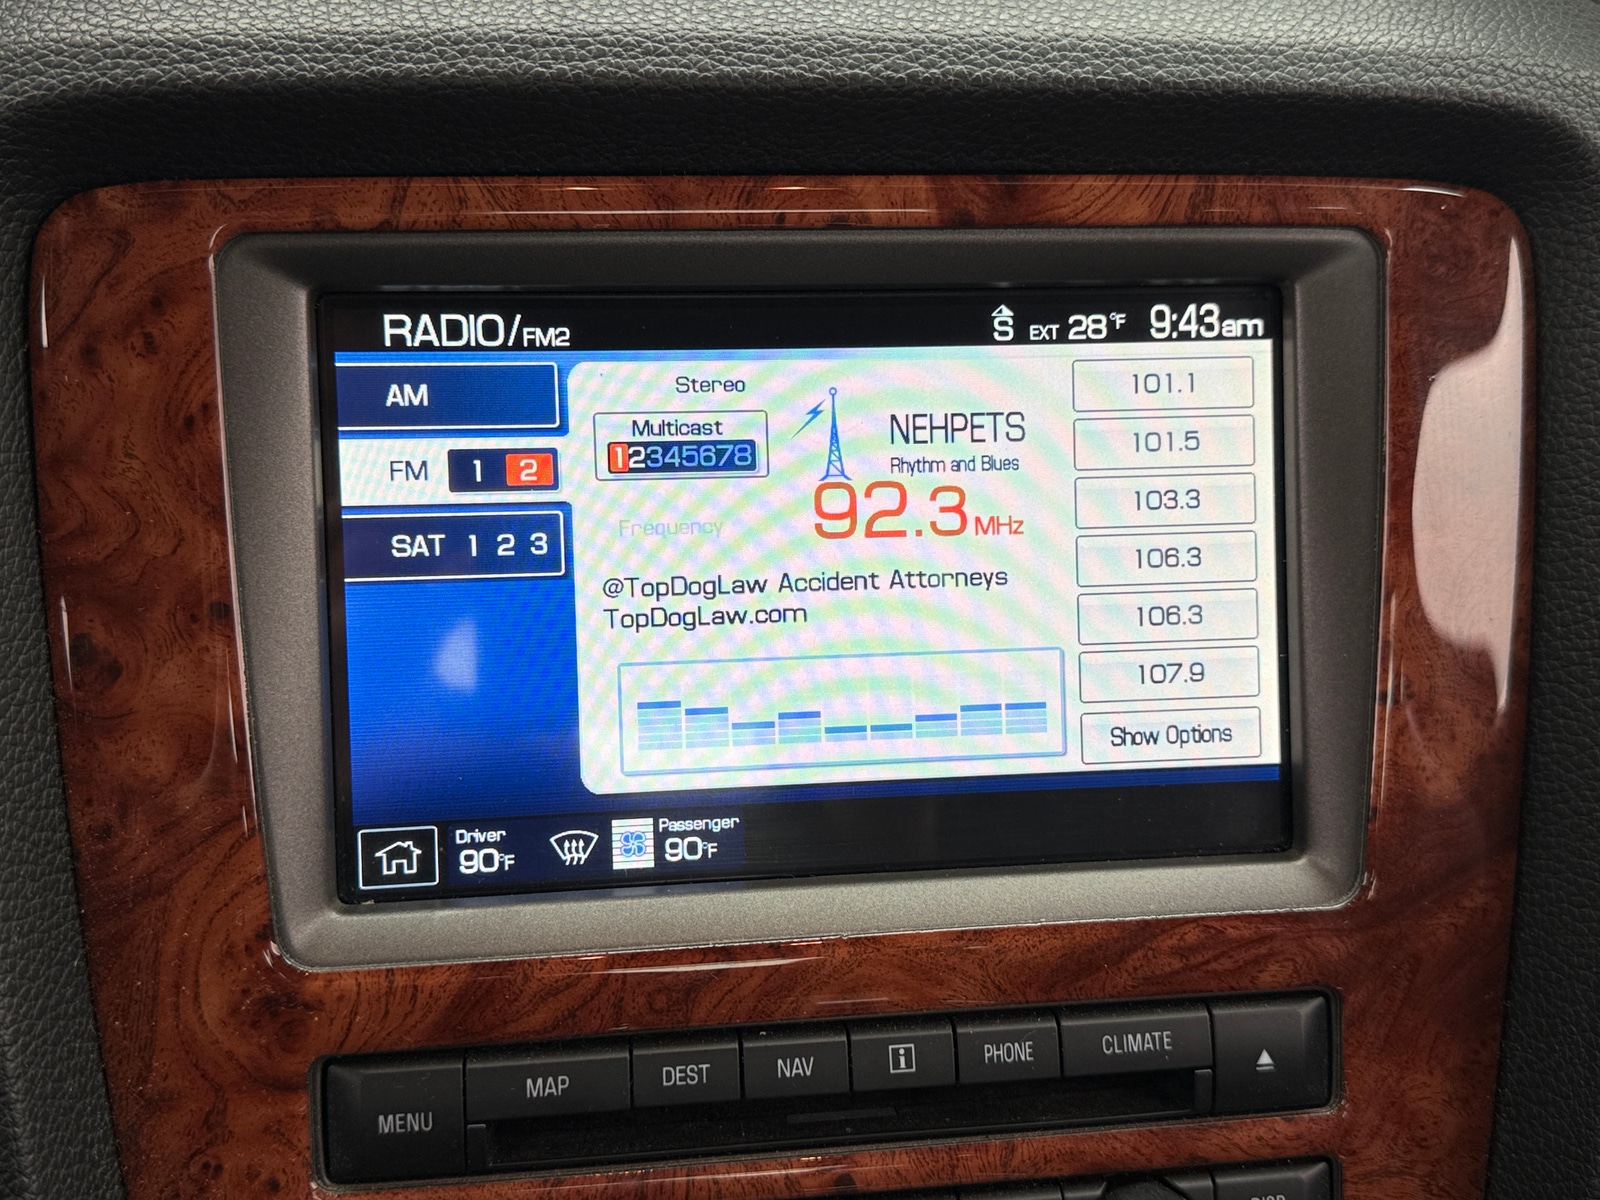 RADIO/FM2
S EXT 28°F 9:43am
AM
FM 1 2
SAT 1 2 3
Stereo
Multicast
12345678
NEHPETS
Rhythm and Blues
92.3 MHz
Frequency
@TopDogLaw Accident Attorneys
TopDogLaw.com
101.1
101.5
103.3
106.3
106.3
107.9
Show Options
Driver
90°F
Passenger
90°F
MENU
MAP
DEST
NAV
i
PHONE
CLIMATE